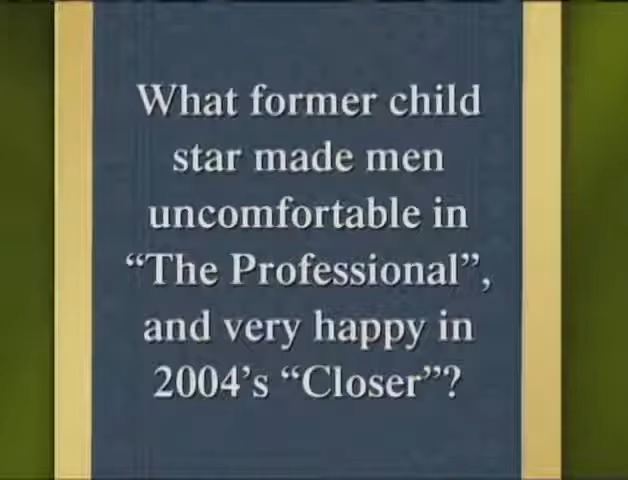 What former child
star made men
uncomfortable in
“The Professional”,
and very happy in
2004’s “Closer”?